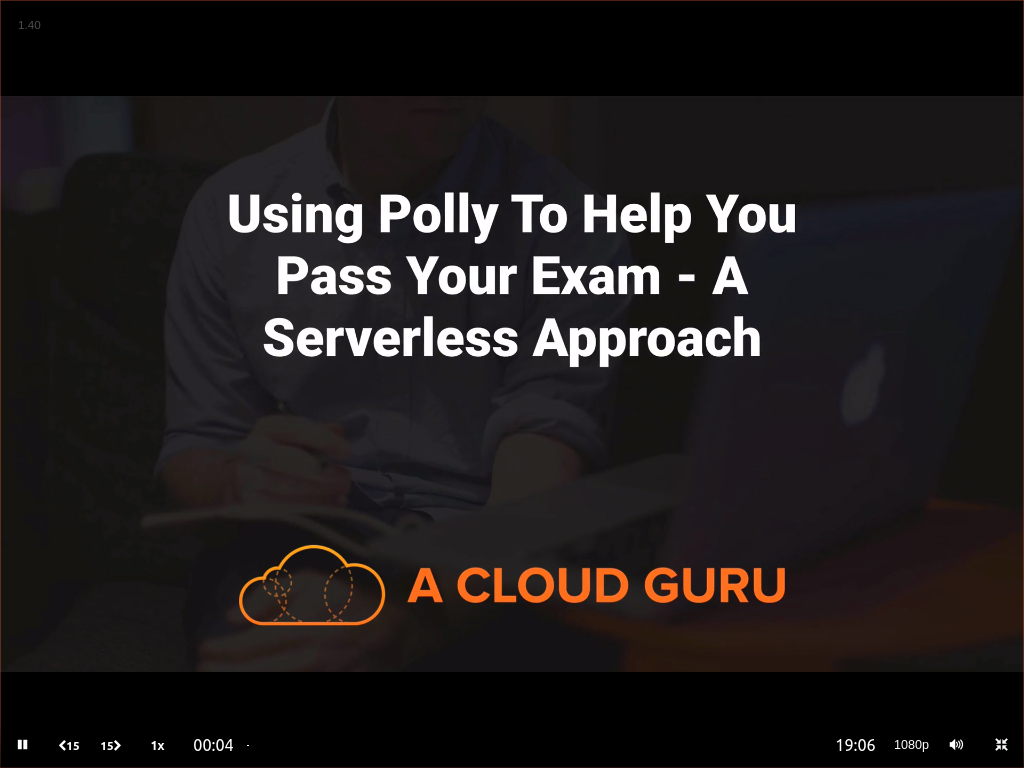 1.40
Using Polly To Help You
Pass Your Exam - A
Serverless Approach
A CLOUD GURU
15 15 1x 00:04 19:06 1080p